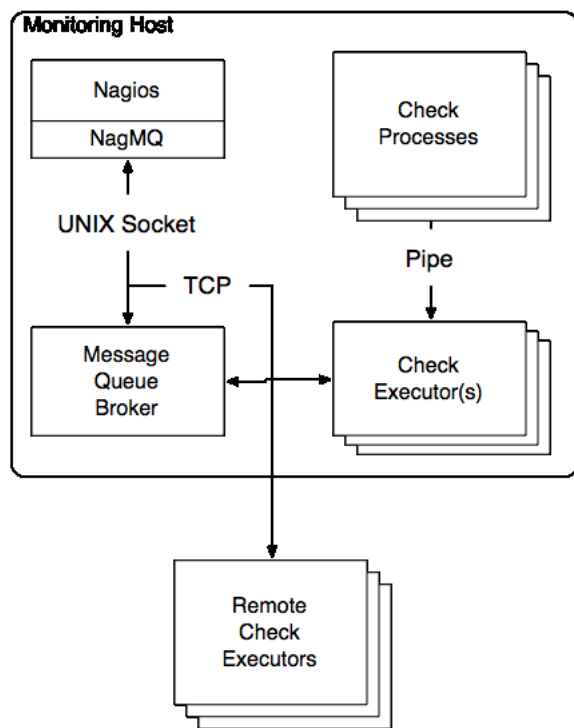 Monitoring Host
Nagios
NagMQ
Check
Processes
UNIX Socket
Pipe
TCP
Message
Queue
Broker
Check
Executor(s)
Remote
Check
Executors